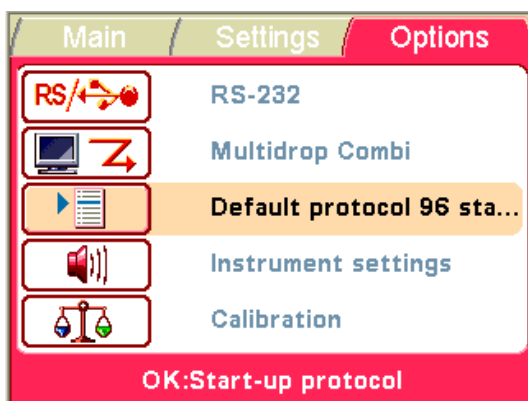 Main
Settings
Options
RS/
RS-232
Multidrop Combi
Default protocol 96 sta...
Instrument settings
Calibration
OK:Start-up protocol